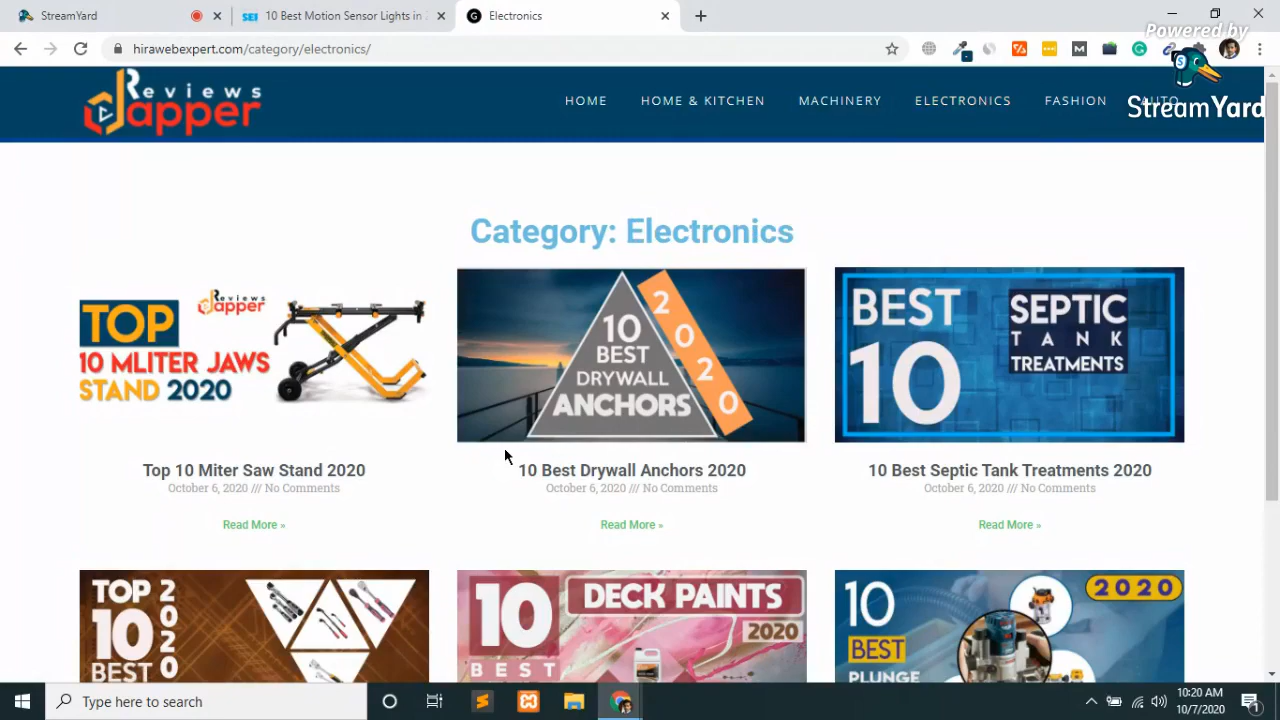 StreamYard
10 Best Motion Sensor Lights in 2
Electronics
hirawebexpert.com/category/electronics/
Powered by
StreamYard
Reviews
Dapper
HOME
HOME & KITCHEN
MACHINERY
ELECTRONICS
FASHION
AUTO
Category: Electronics
TOP
Reviews
Dapper
10 MLITER JAWS
STAND 2020
10
BEST
DRYWALL
ANCHORS
2020
BEST
10
SEPTIC
TANK
TREATMENTS
Top 10 Miter Saw Stand 2020
October 6, 2020 /// No Comments
Read More »
10 Best Drywall Anchors 2020
October 6, 2020 /// No Comments
Read More »
10 Best Septic Tank Treatments 2020
October 6, 2020 /// No Comments
Read More »
TOP
10
BEST
2020
10
BEST
DECK PAINTS
2020
10
BEST
PLUNGE
2020
Type here to search
10:20 AM
10/7/2020